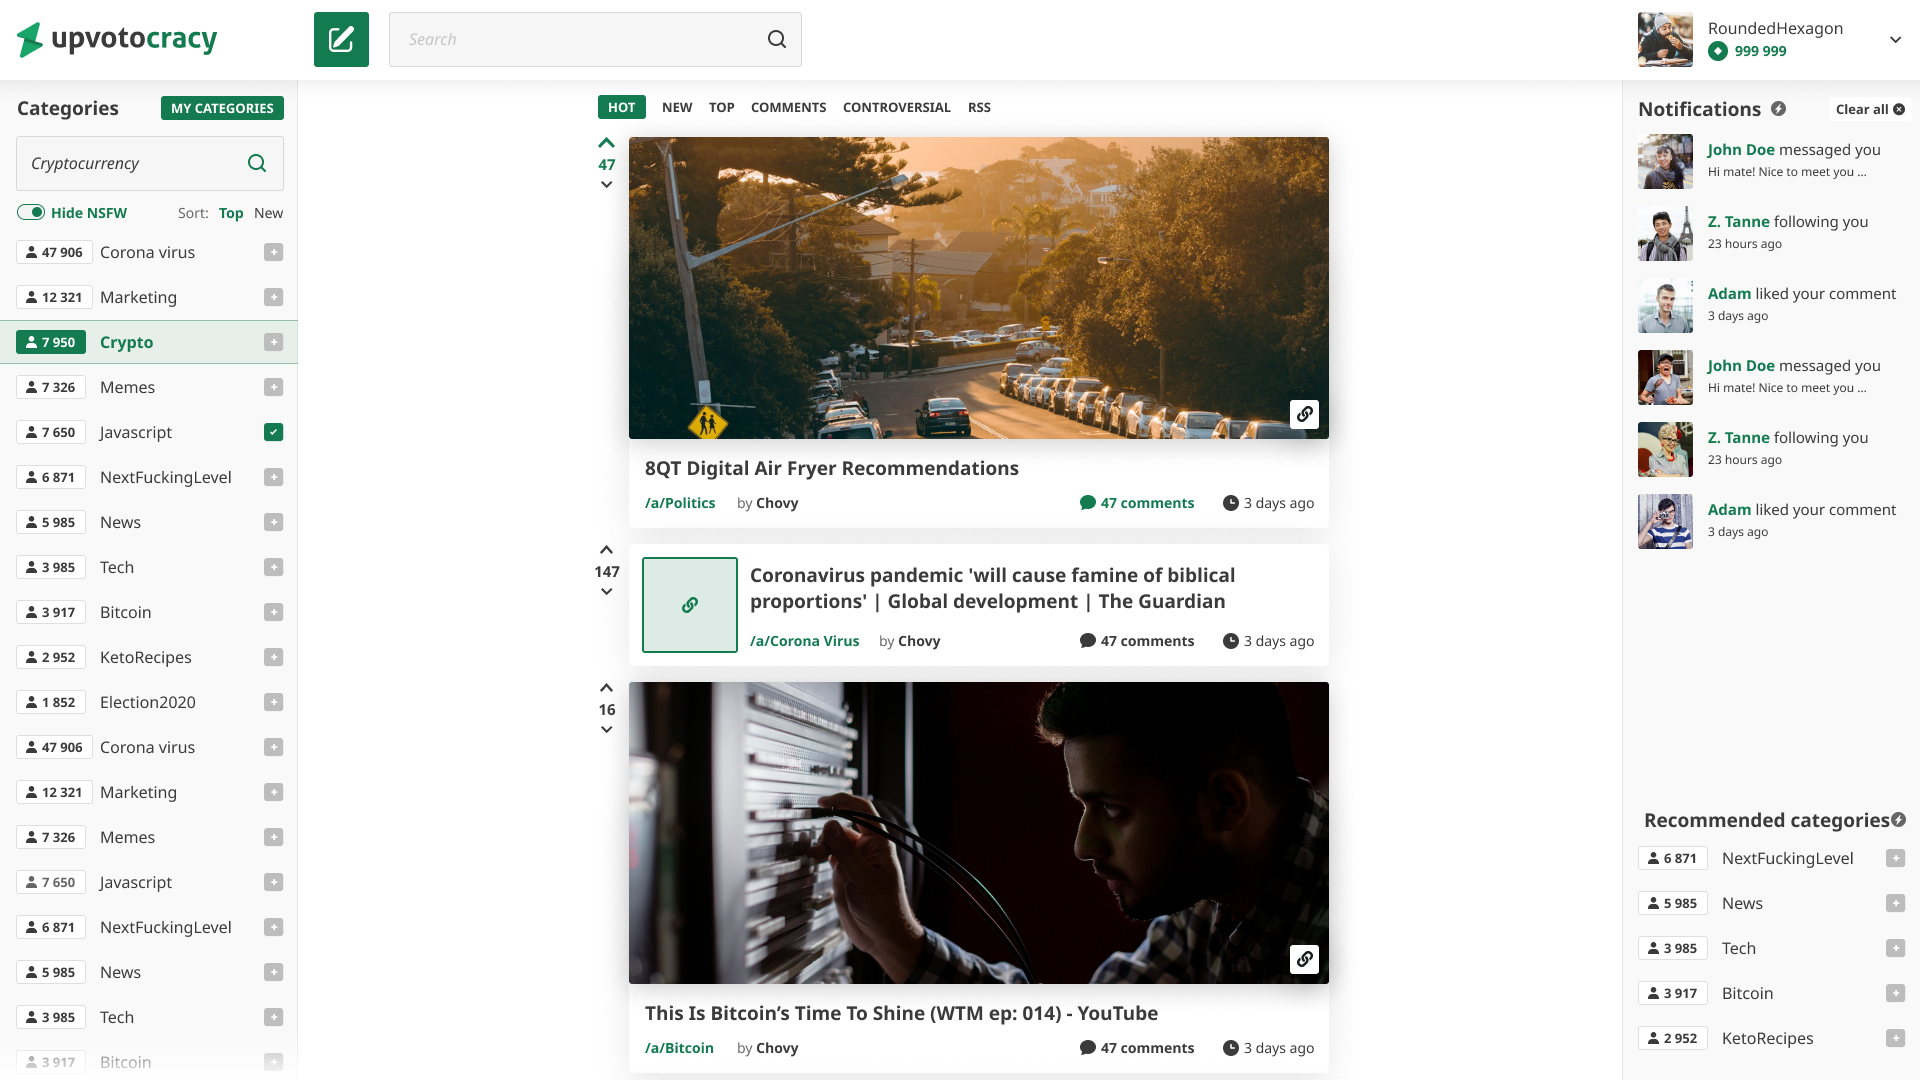 upvotocracy
Search
RoundedHexagon
999 999
Categories
MY CATEGORIES
Cryptocurrency
Hide NSFW
Sort: Top New
47 906 Corona virus
12 321 Marketing
7 950 Crypto
7 326 Memes
7 650 Javascript
6 871 NextFuckingLevel
5 985 News
3 985 Tech
3 917 Bitcoin
2 952 KetoRecipes
1 852 Election2020
47 906 Corona virus
12 321 Marketing
7 326 Memes
7 650 Javascript
6 871 NextFuckingLevel
5 985 News
3 985 Tech
3 917 Bitcoin
HOT NEW TOP COMMENTS CONTROVERSIAL RSS
47
8QT Digital Air Fryer Recommendations
/a/Politics by Chovy 47 comments 3 days ago
147
Coronavirus pandemic 'will cause famine of biblical
proportions' | Global development | The Guardian
/a/Corona Virus by Chovy 47 comments 3 days ago
16
This Is Bitcoin’s Time To Shine (WTM ep: 014) - YouTube
/a/Bitcoin by Chovy 47 comments 3 days ago
Notifications Clear all
John Doe messaged you
Hi mate! Nice to meet you ...
Z. Tanne following you
23 hours ago
Adam liked your comment
3 days ago
John Doe messaged you
Hi mate! Nice to meet you ...
Z. Tanne following you
23 hours ago
Adam liked your comment
3 days ago
Recommended categories
6 871 NextFuckingLevel
5 985 News
3 985 Tech
3 917 Bitcoin
2 952 KetoRecipes